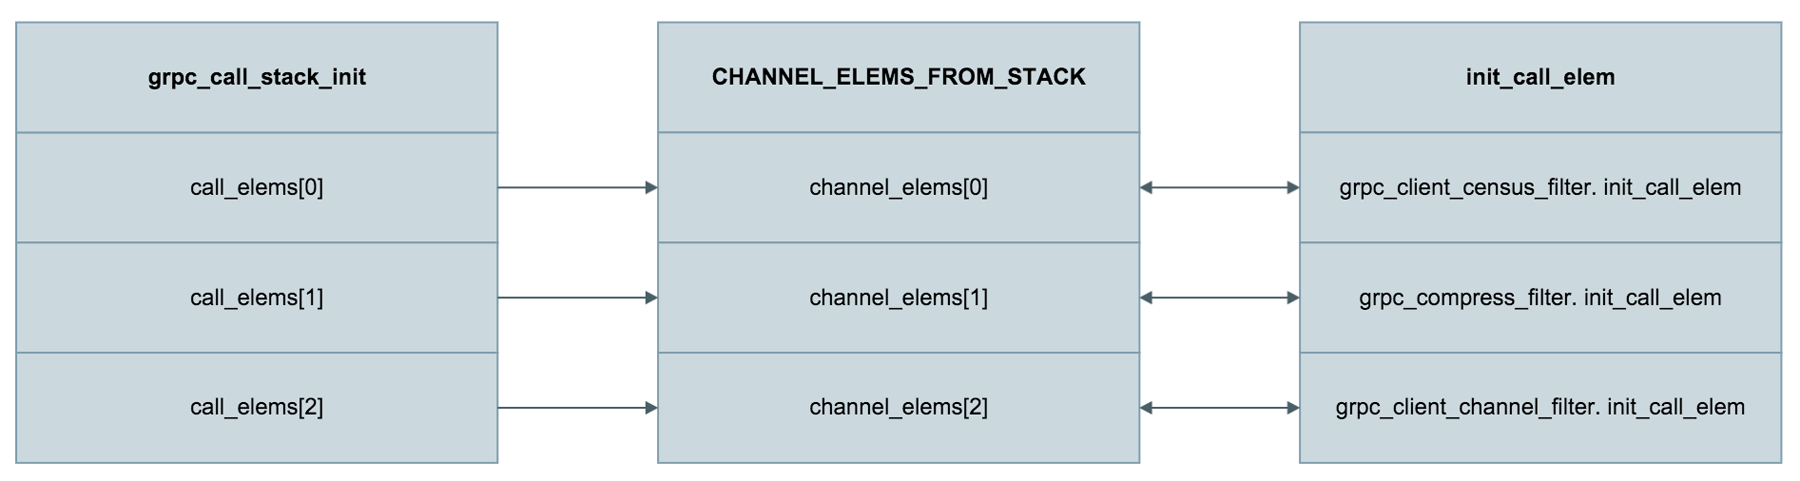 grpc_call_stack_init
CHANNEL_ELEMS_FROM_STACK
init_call_elem
call_elems[0]
channel_elems[0]
grpc_client_census_filter. init_call_elem
call_elems[1]
channel_elems[1]
grpc_compress_filter. init_call_elem
call_elems[2]
channel_elems[2]
grpc_client_channel_filter. init_call_elem